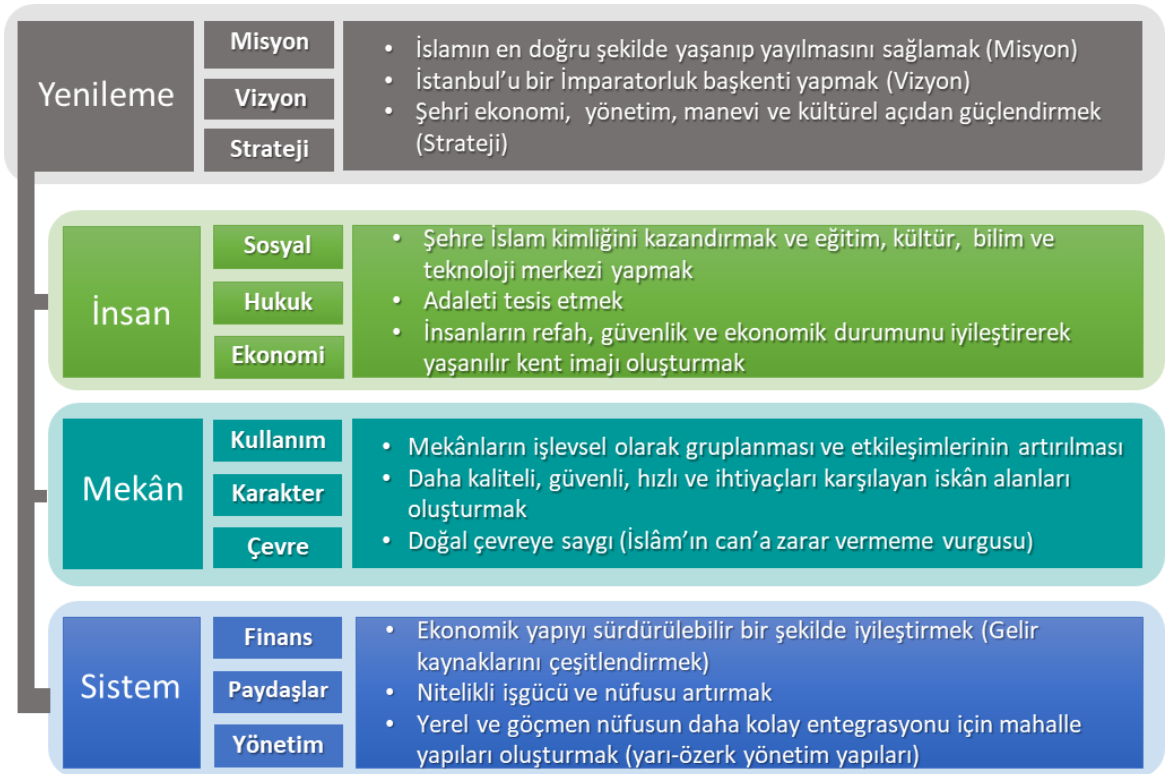 Yenileme
Misyon
Vizyon
Strateji
• İslamın en doğru şekilde yaşanıp yayılmasını sağlamak (Misyon)
• İstanbul’u bir İmparatorluk başkenti yapmak (Vizyon)
• Şehri ekonomi, yönetim, manevi ve kültürel açıdan güçlendirmek
(Strateji)
İnsan
Sosyal
Hukuk
Ekonomi
• Şehre İslam kimliğini kazandırmak ve eğitim, kültür, bilim ve
teknoloji merkezi yapmak
• Adaleti tesis etmek
• İnsanların refah, güvenlik ve ekonomik durumunu iyileştirerek
yaşanılır kent imajı oluşturmak
Mekân
Kullanım
Karakter
Çevre
• Mekânların işlevsel olarak gruplanması ve etkileşimlerinin artırılması
• Daha kaliteli, güvenli, hızlı ve ihtiyaçları karşılayan iskân alanları
oluşturmak
• Doğal çevreye saygı (İslâm’ın can’a zarar vermeme vurgusu)
Sistem
Finans
Paydaşlar
Yönetim
• Ekonomik yapıyı sürdürülebilir bir şekilde iyileştirmek (Gelir
kaynaklarını çeşitlendirmek)
• Nitelikli işgücü ve nüfusu artırmak
• Yerel ve göçmen nüfusun daha kolay entegrasyonu için mahalle
yapıları oluşturmak (yarı-özerk yönetim yapıları)